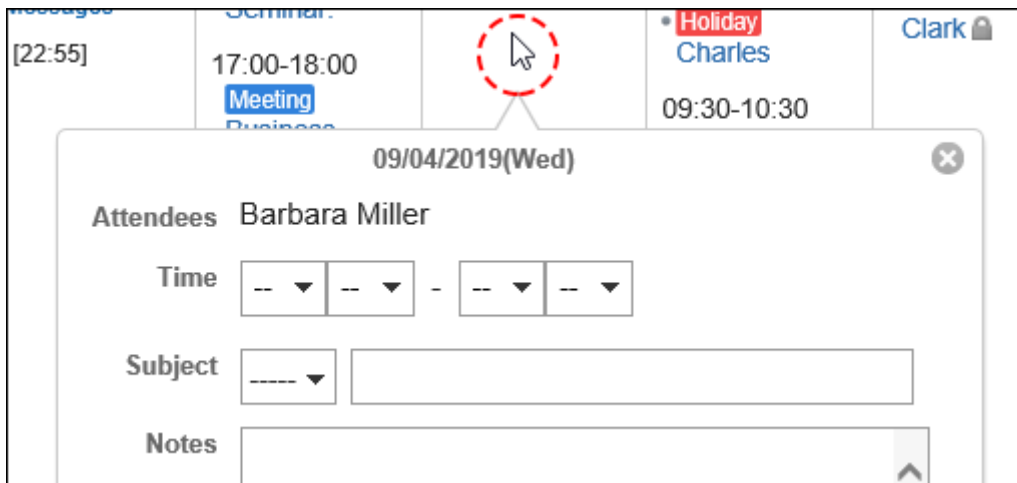 [22:55]
17:00-18:00
Meeting
Business
Holiday
Charles
09:30-10:30
Clark
09/04/2019(Wed)
Attendees Barbara Miller
Time -- -- - -- --
Subject -----
Notes